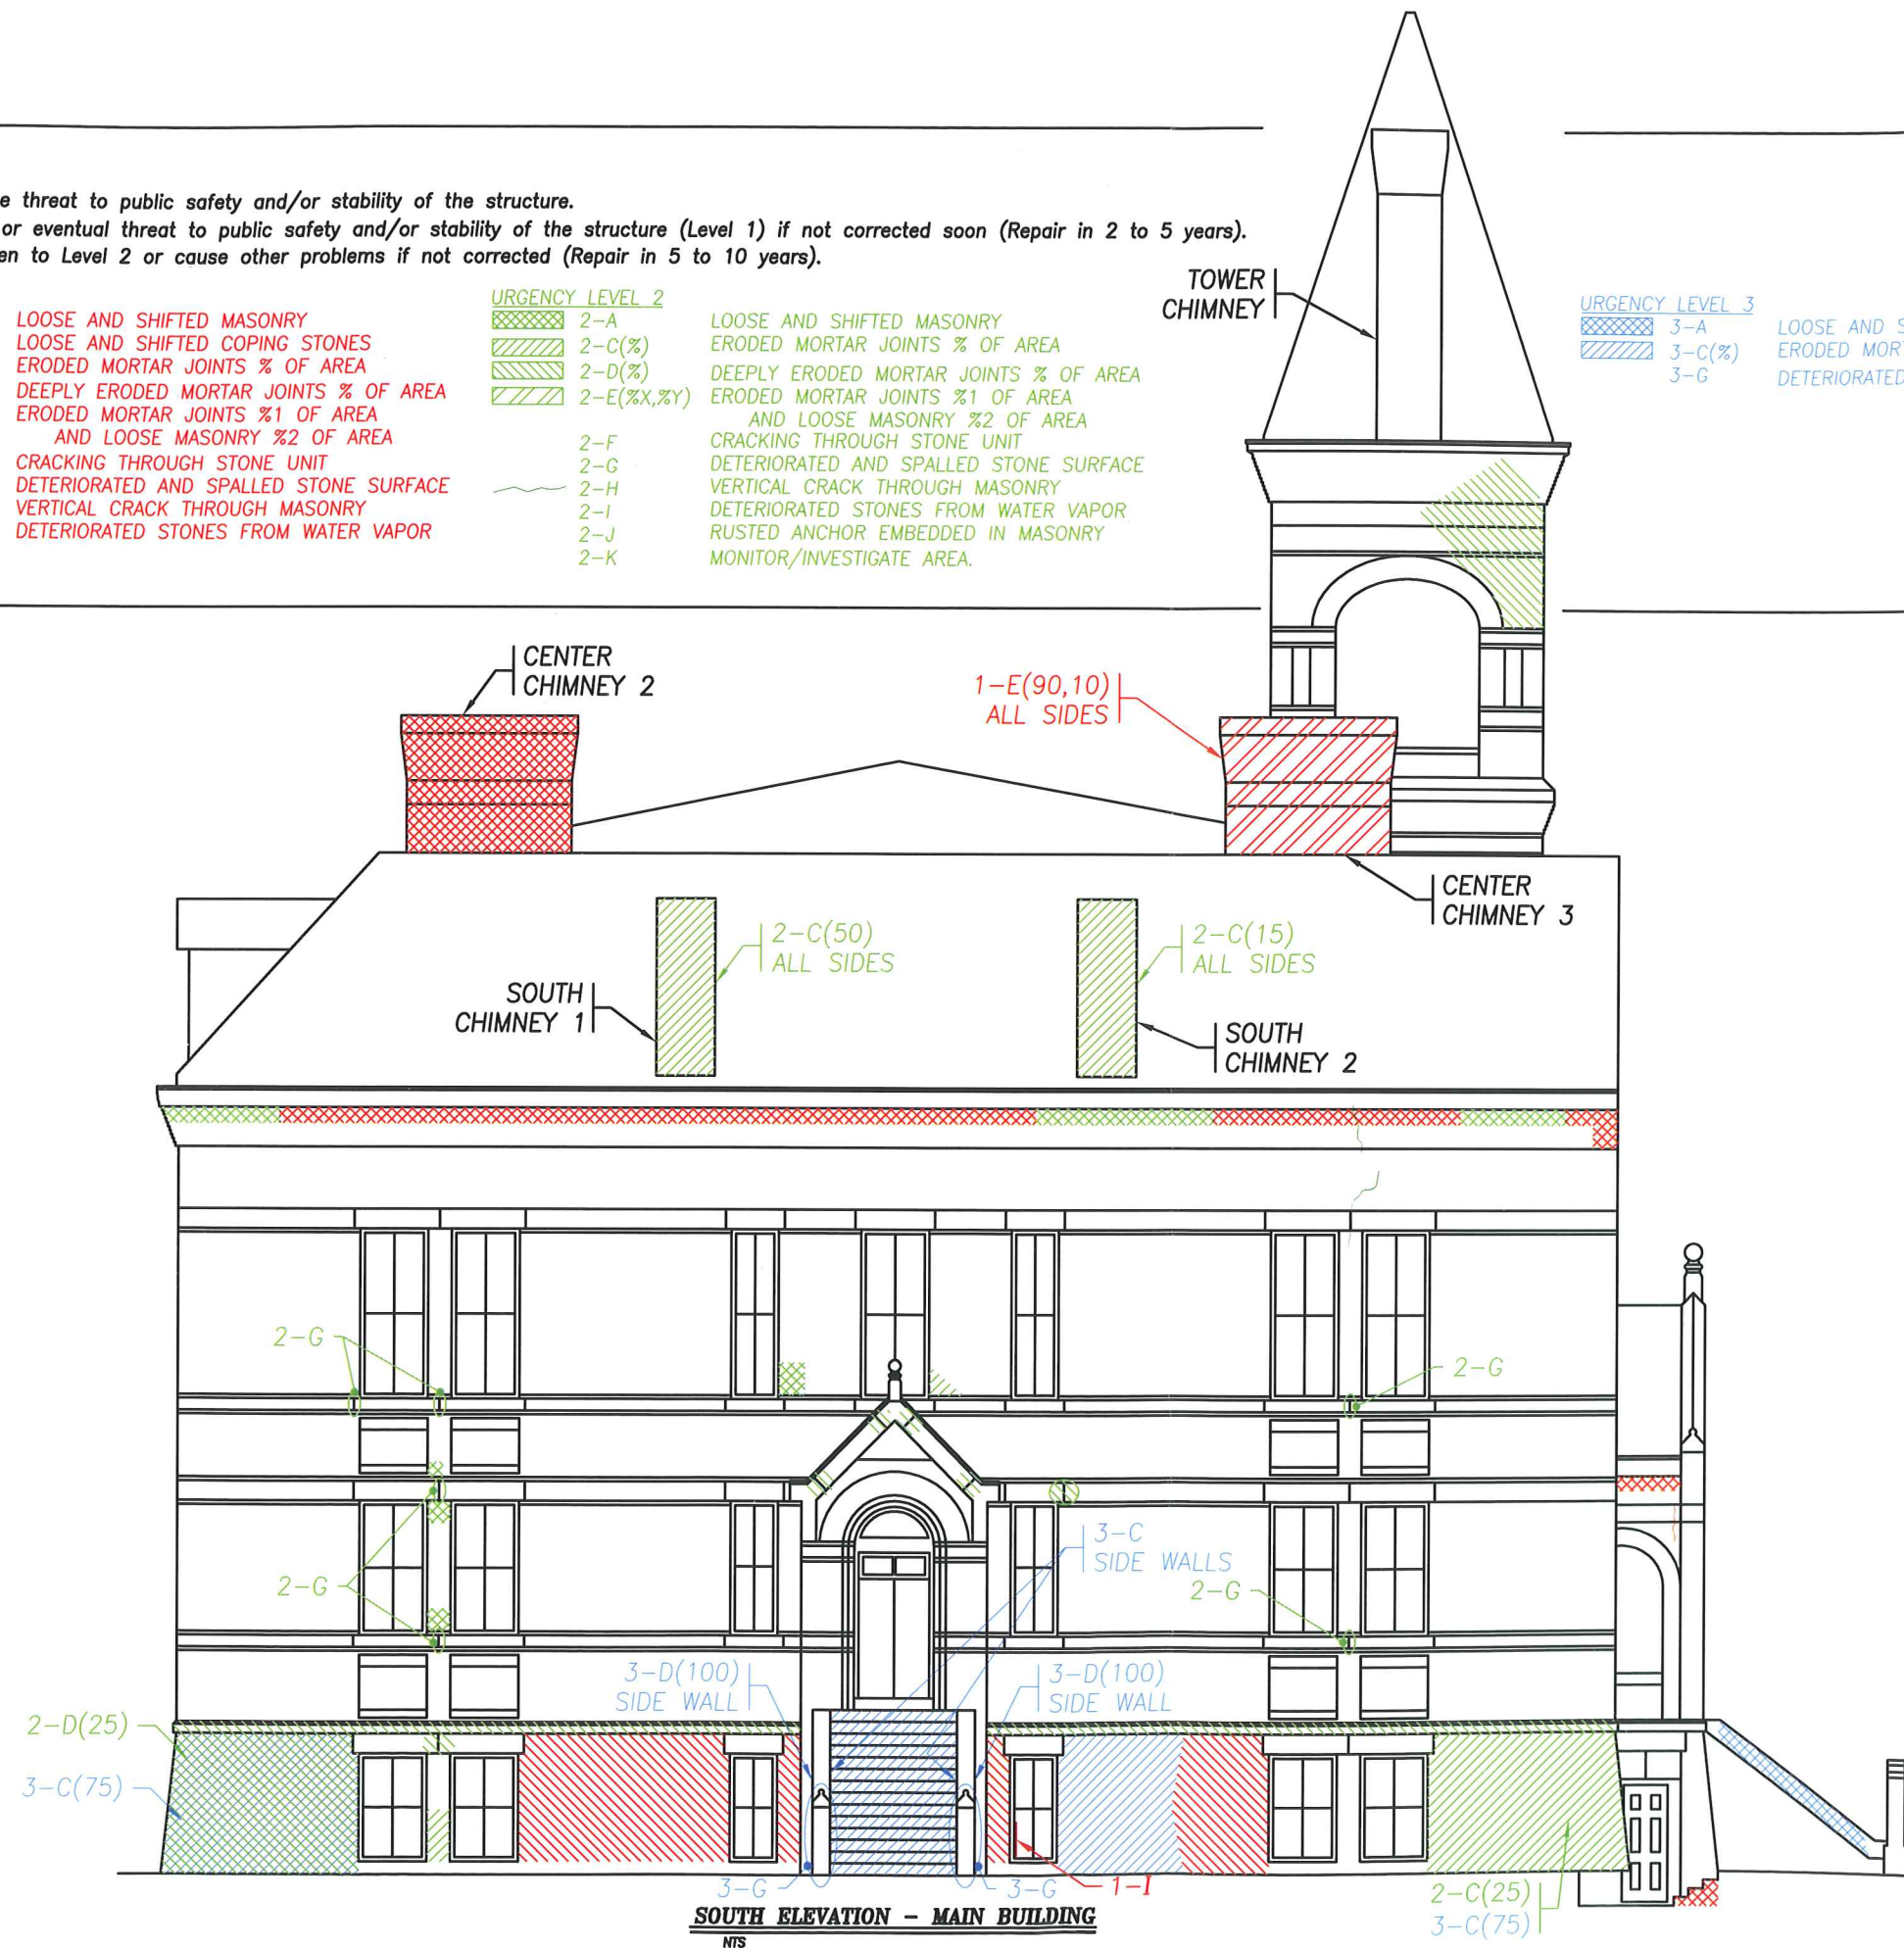 e threat to public safety and/or stability of the structure.
or eventual threat to public safety and/or stability of the structure (Level 1) if not corrected soon (Repair in 2 to 5 years).
en to Level 2 or cause other problems if not corrected (Repair in 5 to 10 years).
LOOSE AND SHIFTED MASONRY
LOOSE AND SHIFTED COPING STONES
ERODED MORTAR JOINTS % OF AREA
DEEPLY ERODED MORTAR JOINTS % OF AREA
ERODED MORTAR JOINTS %1 OF AREA
AND LOOSE MASONRY %2 OF AREA
CRACKING THROUGH STONE UNIT
DETERIORATED AND SPALLED STONE SURFACE
VERTICAL CRACK THROUGH MASONRY
DETERIORATED STONES FROM WATER VAPOR
URGENCY LEVEL 2
2-A LOOSE AND SHIFTED MASONRY
2-C(%) ERODED MORTAR JOINTS % OF AREA
2-D(%) DEEPLY ERODED MORTAR JOINTS % OF AREA
2-E(%X,%Y) ERODED MORTAR JOINTS %1 OF AREA
AND LOOSE MASONRY %2 OF AREA
2-F CRACKING THROUGH STONE UNIT
2-G DETERIORATED AND SPALLED STONE SURFACE
2-H VERTICAL CRACK THROUGH MASONRY
2-I DETERIORATED STONES FROM WATER VAPOR
2-J RUSTED ANCHOR EMBEDDED IN MASONRY
2-K MONITOR/INVESTIGATE AREA.
TOWER
CHIMNEY
URGENCY LEVEL 3
3-A LOOSE AND S
3-C(%) ERODED MOR
3-G DETERIORATED
CENTER
CHIMNEY 2
1-E(90,10)
ALL SIDES
CENTER
CHIMNEY 3
2-C(50)
ALL SIDES
2-C(15)
ALL SIDES
SOUTH
CHIMNEY 1
SOUTH
CHIMNEY 2
2-G
2-G
3-C
SIDE WALLS
2-G
2-G
3-D(100)
SIDE WALL
3-D(100)
SIDE WALL
2-D(25)
3-C(75)
3-G
3-G
1-I
2-C(25)
3-C(75)
SOUTH ELEVATION - MAIN BUILDING
NTS